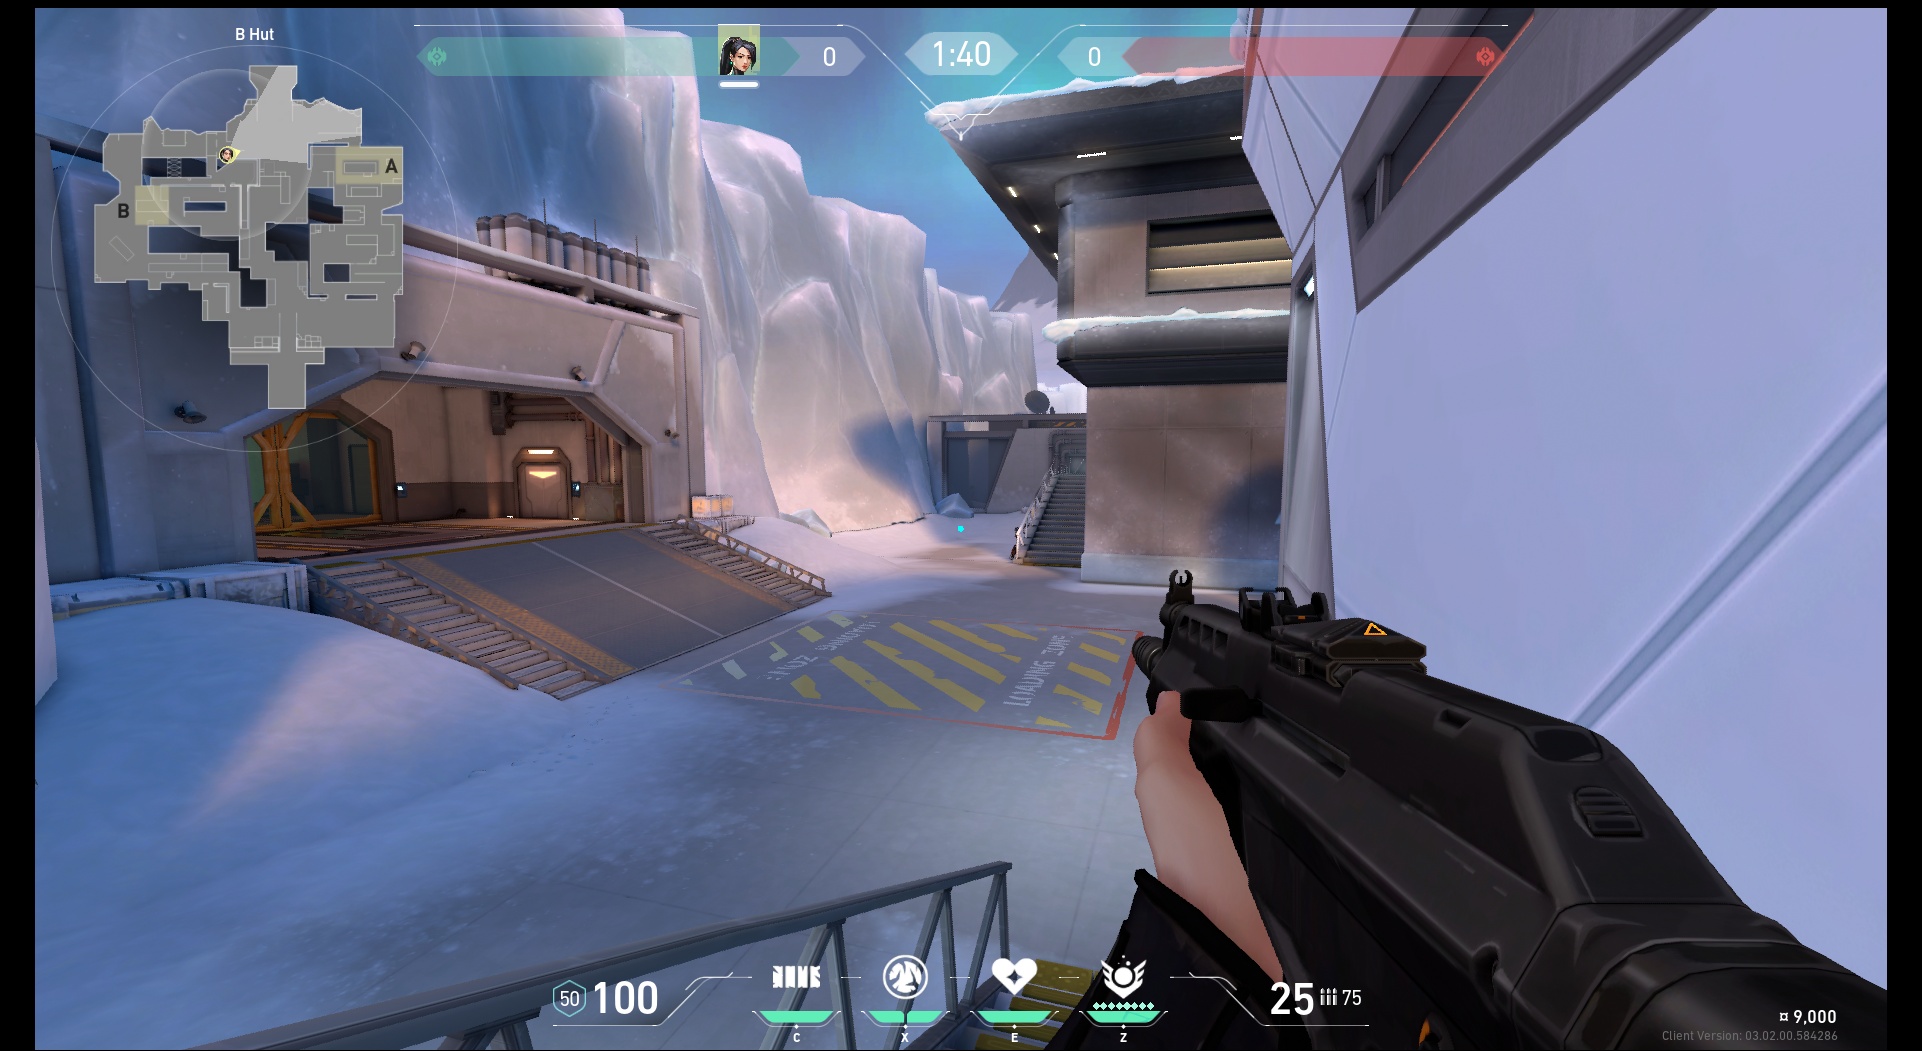 B Hut
0
1:40
0
A
B
LOADING ZONE
50 100
25 75
C
X
E
Z
¤ 9,000
Client Version: 03.02.00.584286